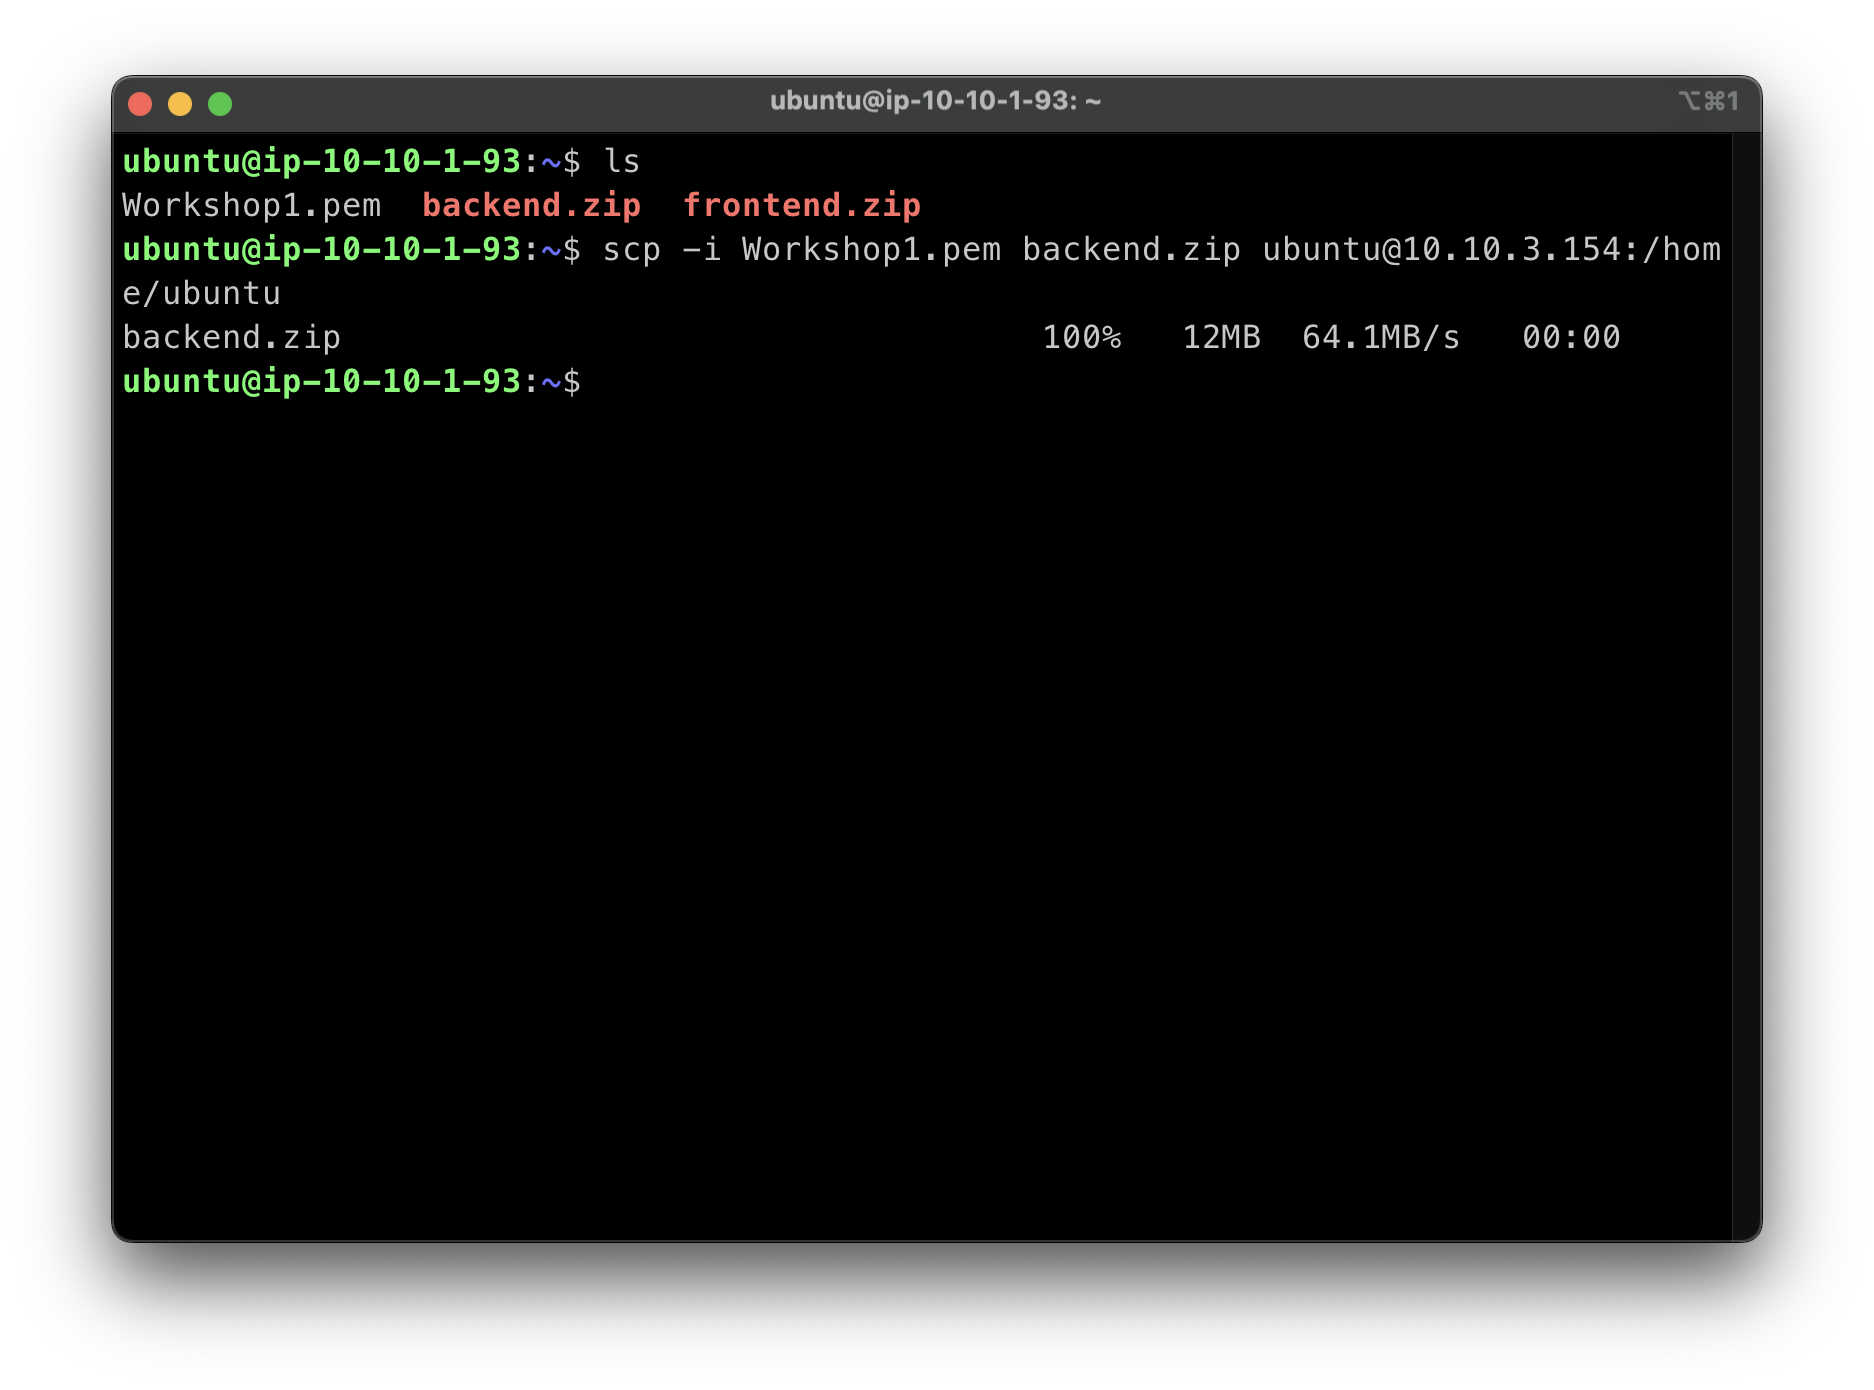 ubuntu@ip-10-10-1-93: ~ ⌥⌘1
ubuntu@ip-10-10-1-93:~$ ls
Workshop1.pem  backend.zip  frontend.zip
ubuntu@ip-10-10-1-93:~$ scp -i Workshop1.pem backend.zip ubuntu@10.10.3.154:/hom
e/ubuntu
backend.zip                                   100%   12MB  64.1MB/s   00:00
ubuntu@ip-10-10-1-93:~$